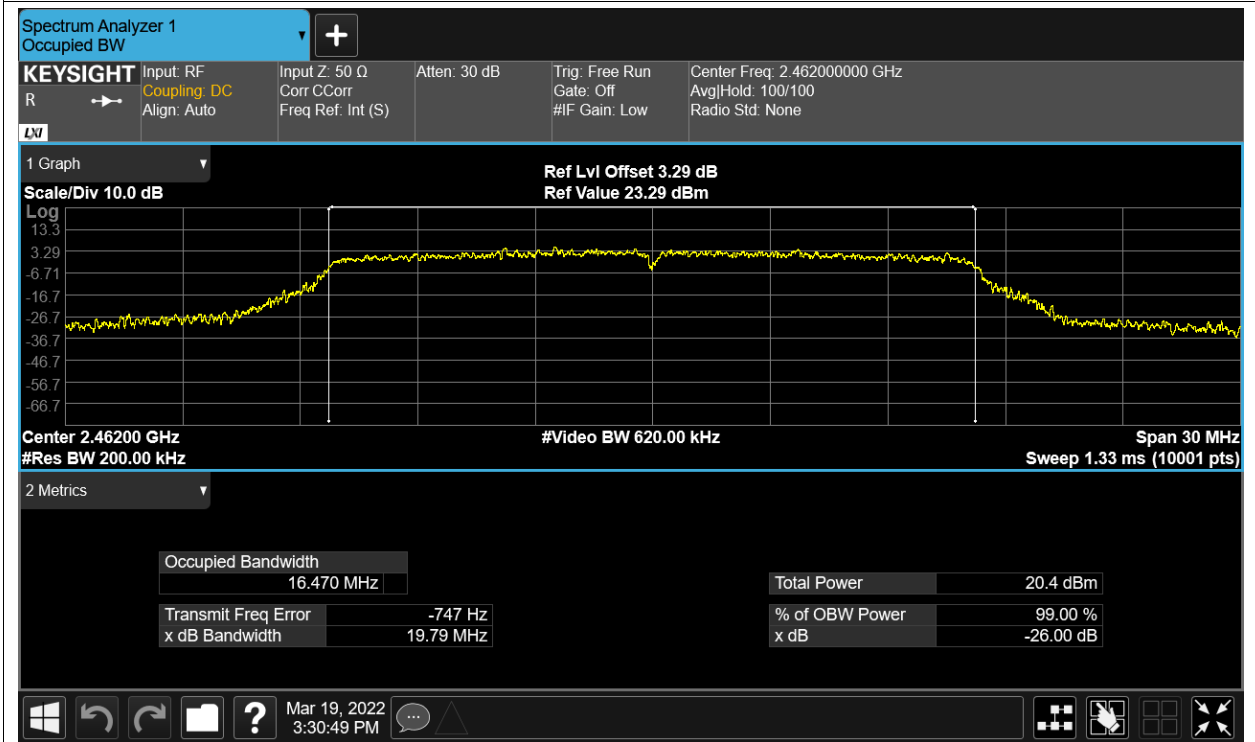 Spectrum Analyzer 1
Occupied BW
KEYSIGHT
R
LXI
Input: RF
Coupling: DC
Align: Auto
Input Z: 50 Ω
Corr CCorr
Freq Ref: Int (S)
Atten: 30 dB
Trig: Free Run
Gate: Off
#IF Gain: Low
Center Freq: 2.462000000 GHz
Avg|Hold: 100/100
Radio Std: None
1 Graph
Scale/Div 10.0 dB
Ref Lvl Offset 3.29 dB
Ref Value 23.29 dBm
Log
13.3
3.29
-6.71
-16.7
-26.7
-36.7
-46.7
-56.7
-66.7
Center 2.46200 GHz
#Video BW 620.00 kHz
Span 30 MHz
#Res BW 200.00 kHz
Sweep 1.33 ms (10001 pts)
2 Metrics
Occupied Bandwidth
16.470 MHz
Total Power 20.4 dBm
Transmit Freq Error -747 Hz
% of OBW Power 99.00 %
x dB Bandwidth 19.79 MHz
x dB -26.00 dB
?
Mar 19, 2022
3:30:49 PM